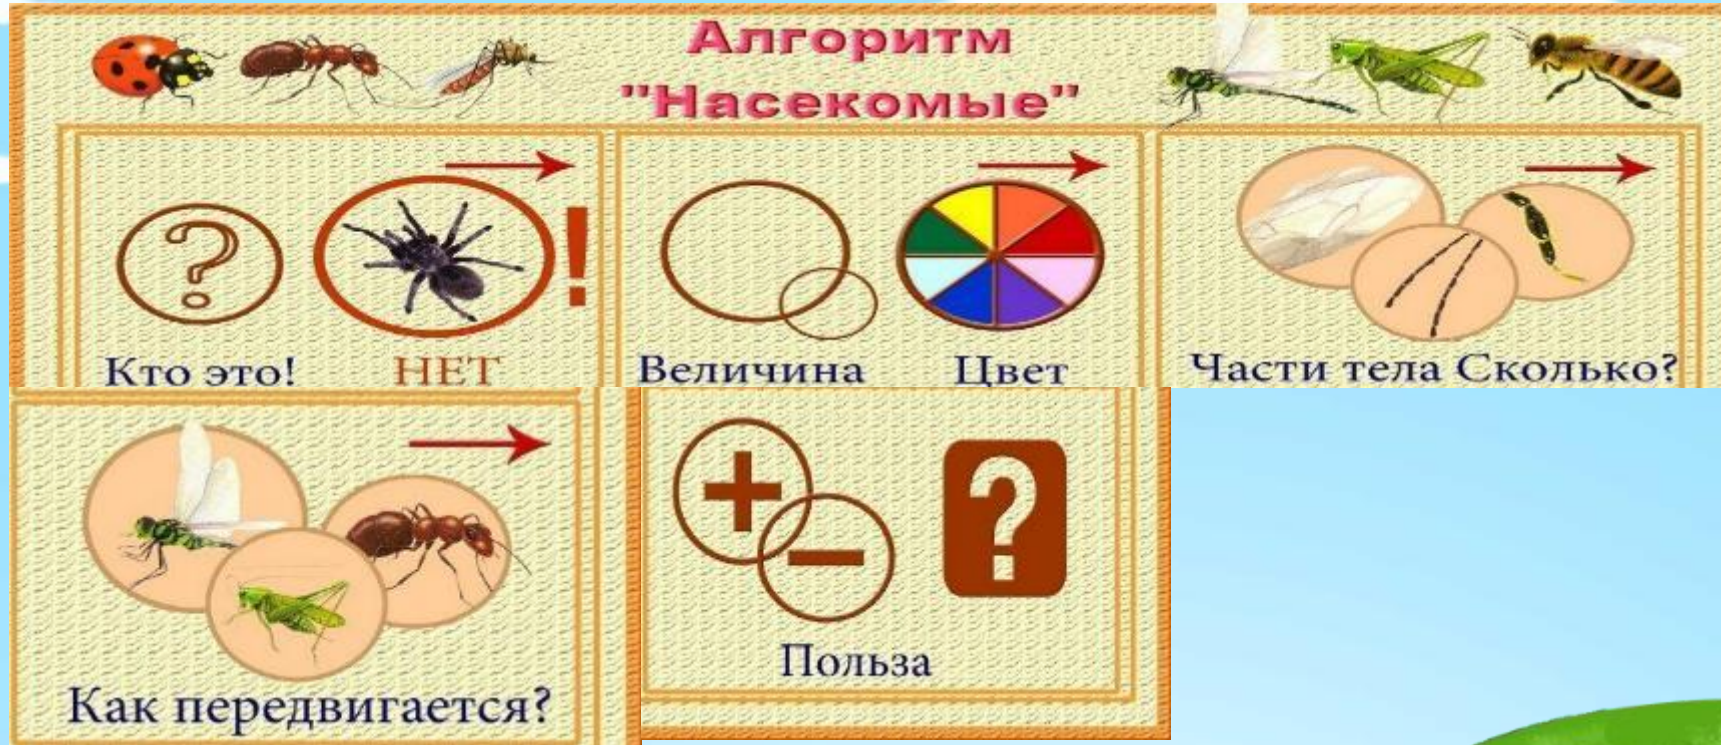 Алгоритм
"Насекомые"
?
!
Кто это!
НЕТ
Величина
Цвет
Части тела Сколько?
+
−
?
Как передвигается?
Польза